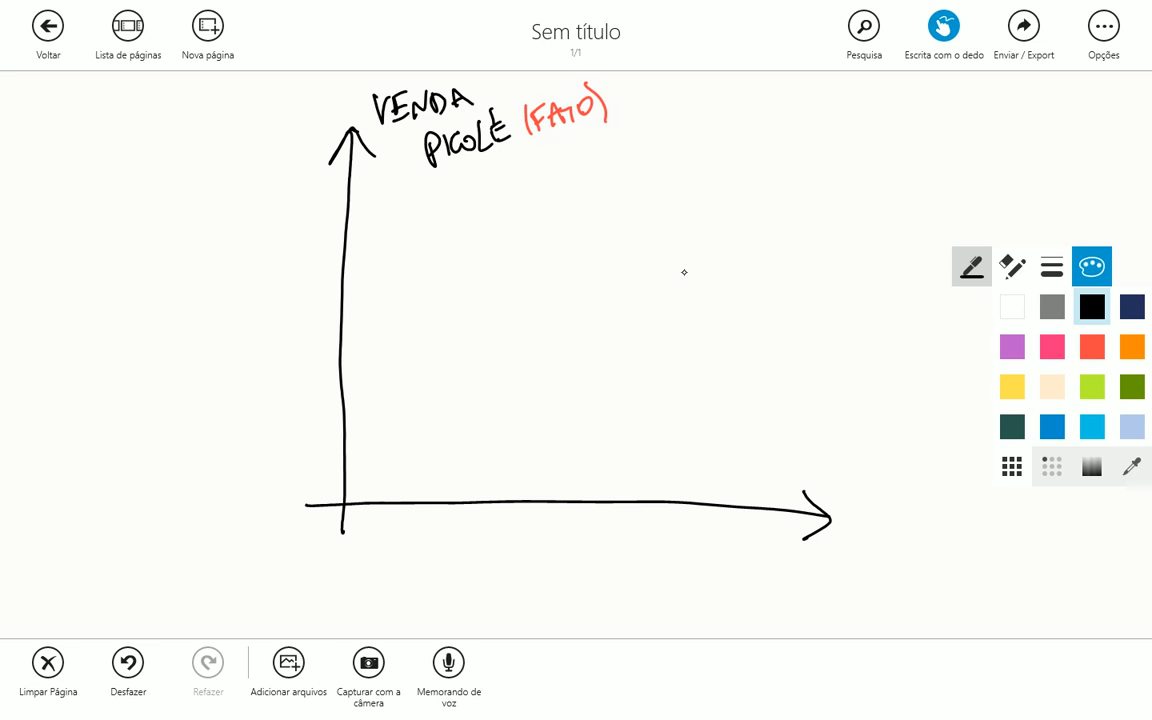 Sem título
1/1
Voltar
Lista de páginas
Nova página
Pesquisa
Escrita com o dedo
Enviar / Export
Opções
VENDA
PICOLÉ (FATO)
Limpar Página
Desfazer
Refazer
Adicionar arquivos
Capturar com a
câmera
Memorando de
voz